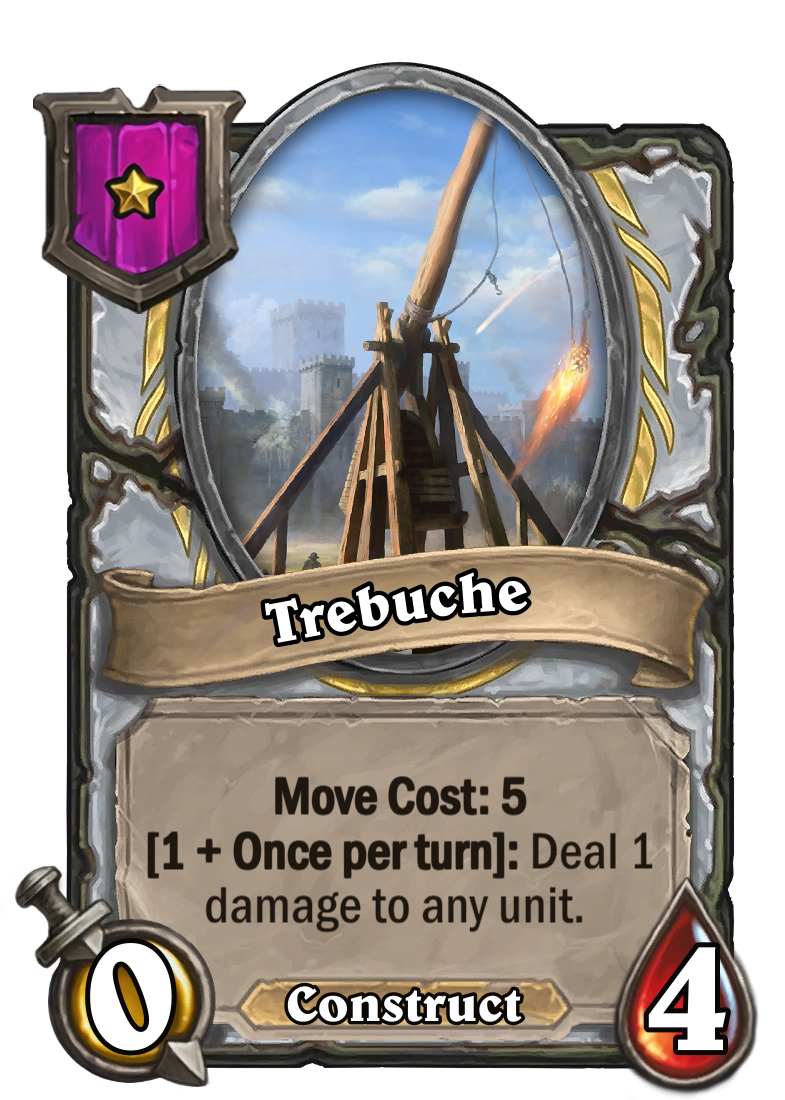 Trebuche
Move Cost: 5
[1 + Once per turn]: Deal 1
damage to any unit.
0
Construct
4